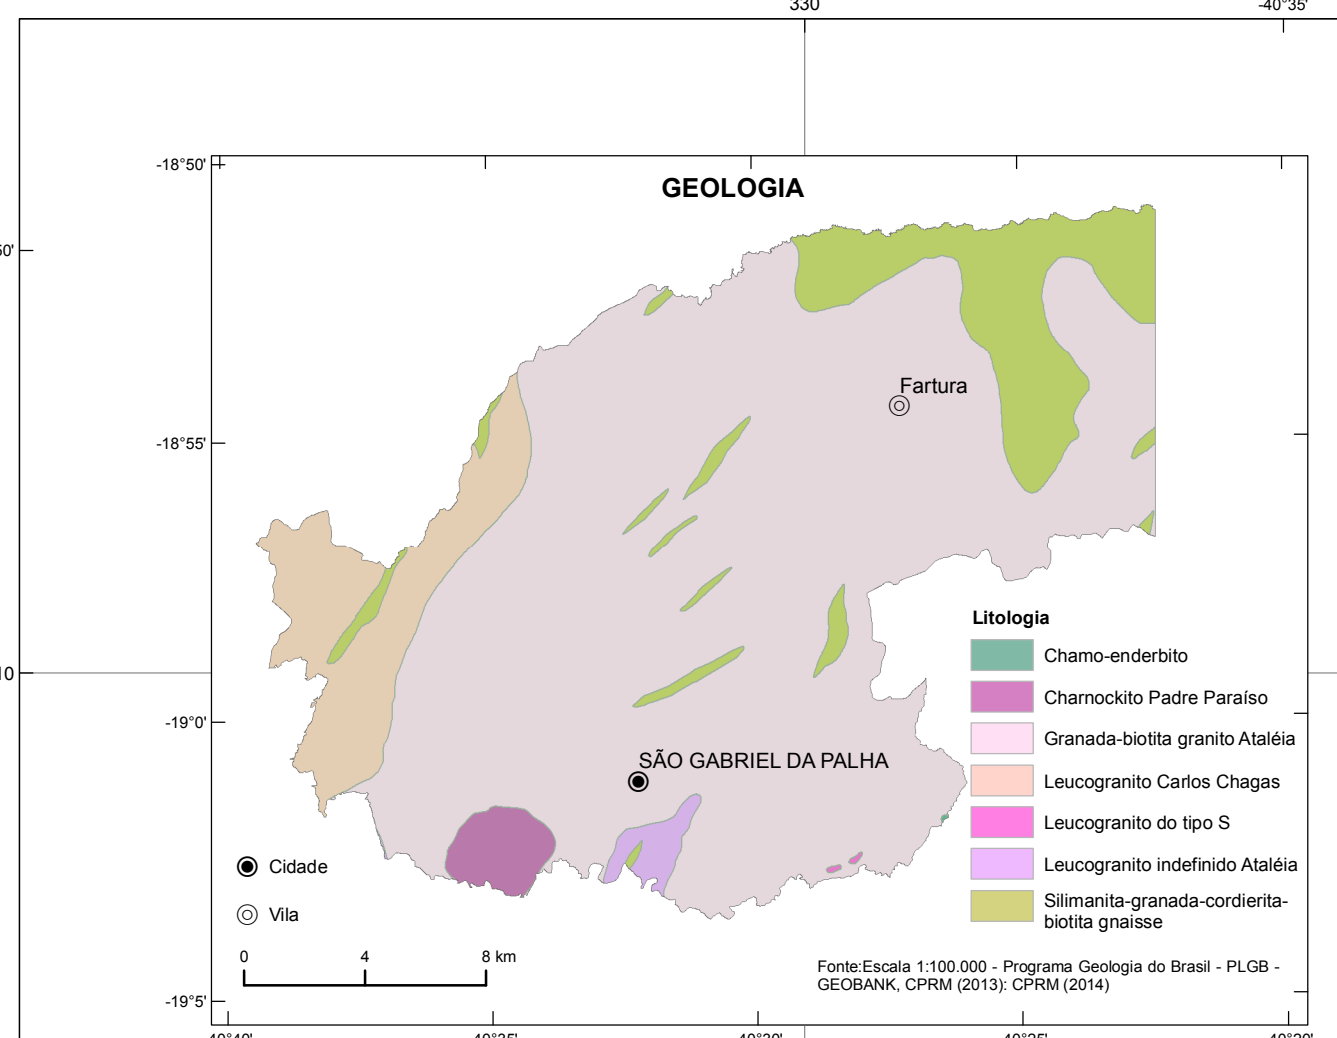 330
-40°35'
-18°50'
GEOLOGIA
50'
Fartura
-18°55'
Litologia
Charno-enderbito
Charnockito Padre Paraíso
10
-19°0'
Granada-biotita granito Ataléia
SÃO GABRIEL DA PALHA
Leucogranito Carlos Chagas
Leucogranito do tipo S
Cidade
Leucogranito indefinido Ataléia
Vila
Silimanita-granada-cordierita-
biotita gnaisse
0 4 8 km
Fonte:Escala 1:100.000 - Programa Geologia do Brasil - PLGB -
GEOBANK, CPRM (2013): CPRM (2014)
-19°5'